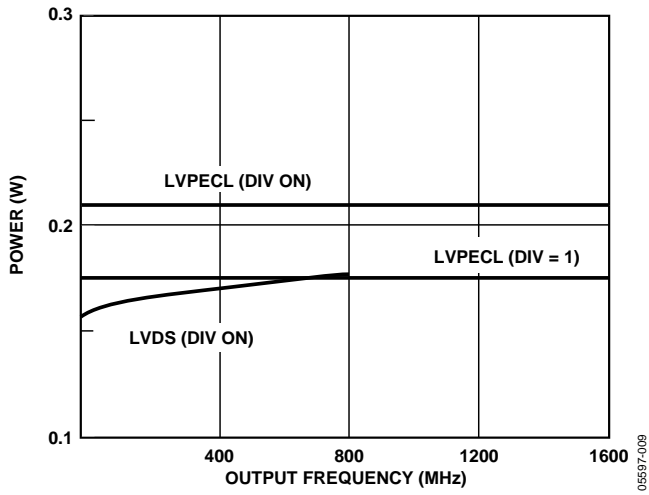 0.3
LVPECL (DIV ON)
POWER (W)
0.2
LVPECL (DIV = 1)
LVDS (DIV ON)
0.1
400
800
1200
1600
OUTPUT FREQUENCY (MHz)
05597-009